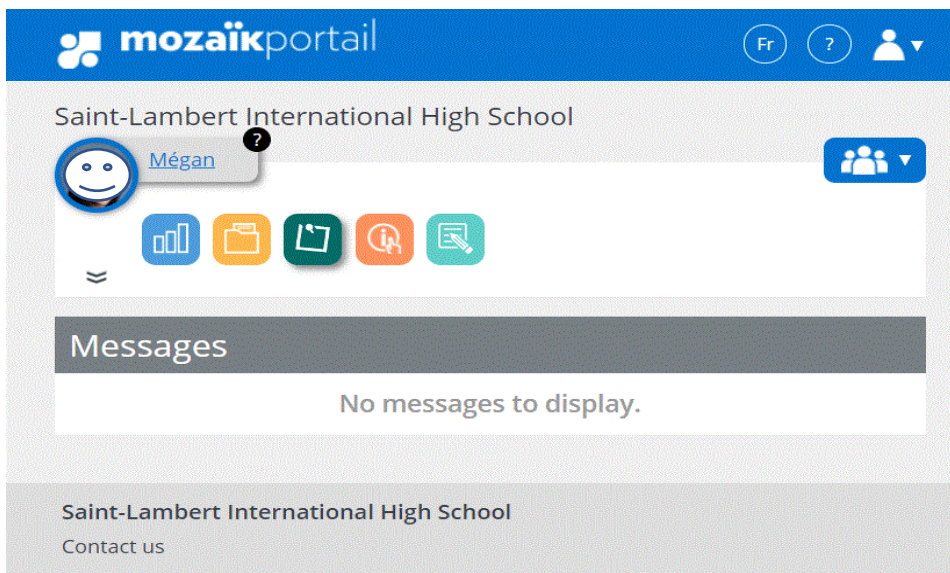 mozaïkportail
Fr ?
Saint-Lambert International High School
?
Mégan
Messages
No messages to display.
Saint-Lambert International High School
Contact us